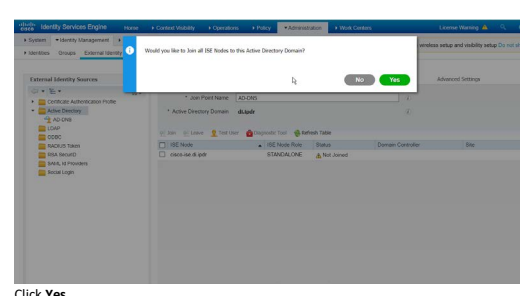 cisco Identity Services Engine Home Context Visibility Operations Policy Administration Work Centers License Warning
System Identity Management
wireless setup and visibility setup Do not
Identities Groups External Identity
Would you like to Join all ISE Nodes to this Active Directory Domain?
No Yes
Advanced Settings
External Identity Sources
Certificate Authentication Profile
Active Directory
AD-DNS
LDAP
ODBC
RADIUS Token
RSA SecurID
SAML Id Providers
Social Login
* Join Point Name AD-DNS
* Active Directory Domain di.ipdr
Join Leave Test User Diagnostic Tool Refresh Table
ISE Node ISE Node Role Status Domain Controller Site
cisco-ise.di.ipdr STANDALONE Not Joined
Click Yes